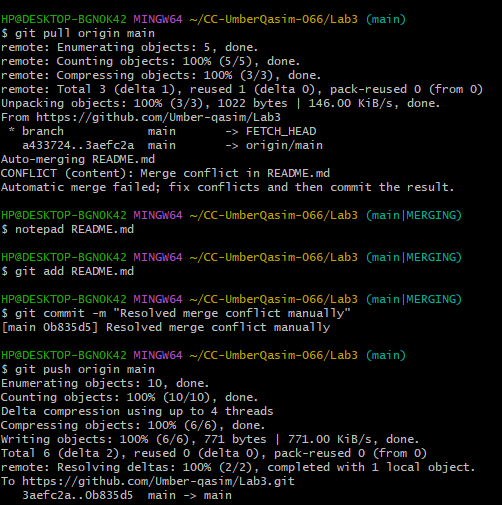 HP@DESKTOP-BGNOK42 MINGW64 ~/CC-UmberQasim-066/Lab3 (main)
$ git pull origin main
remote: Enumerating objects: 5, done.
remote: Counting objects: 100% (5/5), done.
remote: Compressing objects: 100% (3/3), done.
remote: Total 3 (delta 1), reused 1 (delta 0), pack-reused 0 (from 0)
Unpacking objects: 100% (3/3), 1022 bytes | 146.00 KiB/s, done.
From https://github.com/Umber-qasim/Lab3
 * branch            main       -> FETCH_HEAD
   a433724..3aefc2a  main       -> origin/main
Auto-merging README.md
CONFLICT (content): Merge conflict in README.md
Automatic merge failed; fix conflicts and then commit the result.
HP@DESKTOP-BGNOK42 MINGW64 ~/CC-UmberQasim-066/Lab3 (main|MERGING)
$ notepad README.md
HP@DESKTOP-BGNOK42 MINGW64 ~/CC-UmberQasim-066/Lab3 (main|MERGING)
$ git add README.md
HP@DESKTOP-BGNOK42 MINGW64 ~/CC-UmberQasim-066/Lab3 (main|MERGING)
$ git commit -m "Resolved merge conflict manually"
[main 0b835d5] Resolved merge conflict manually
HP@DESKTOP-BGNOK42 MINGW64 ~/CC-UmberQasim-066/Lab3 (main)
$ git push origin main
Enumerating objects: 10, done.
Counting objects: 100% (10/10), done.
Delta compression using up to 4 threads
Compressing objects: 100% (6/6), done.
Writing objects: 100% (6/6), 771 bytes | 771.00 KiB/s, done.
Total 6 (delta 2), reused 0 (delta 0), pack-reused 0 (from 0)
remote: Resolving deltas: 100% (2/2), completed with 1 local object.
To https://github.com/Umber-qasim/Lab3.git
   3aefc2a..0b835d5  main -> main